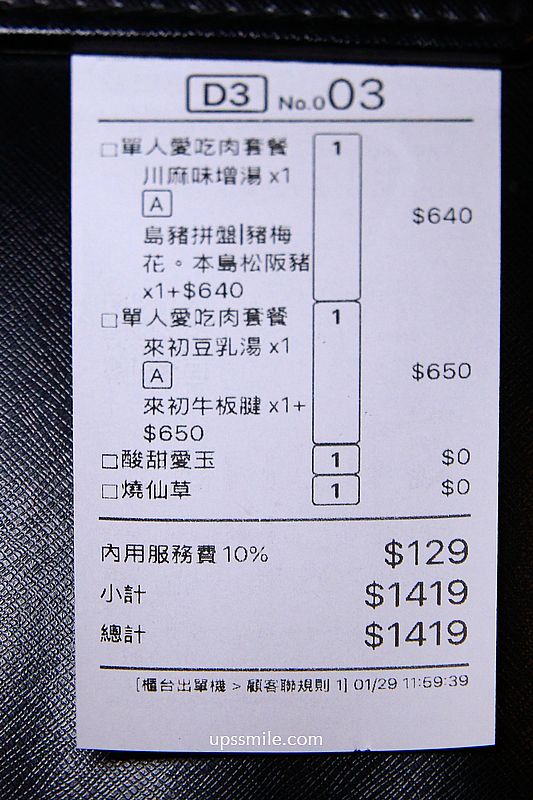 D3 No.003
□單人愛吃肉套餐 1
川麻味增湯 x1
A
$640
島豬拼盤|豬梅
花。本島松阪豬
x1+$640
□單人愛吃肉套餐 1
來初豆乳湯 x1
A $650
來初牛板腱 x1+
$650
□酸甜愛玉 1 $0
□燒仙草 1 $0
內用服務費 10% $129
小計 $1419
總計 $1419
[櫃台出單機 > 顧客聯規則 1] 01/29 11:59:39
upssmile.com